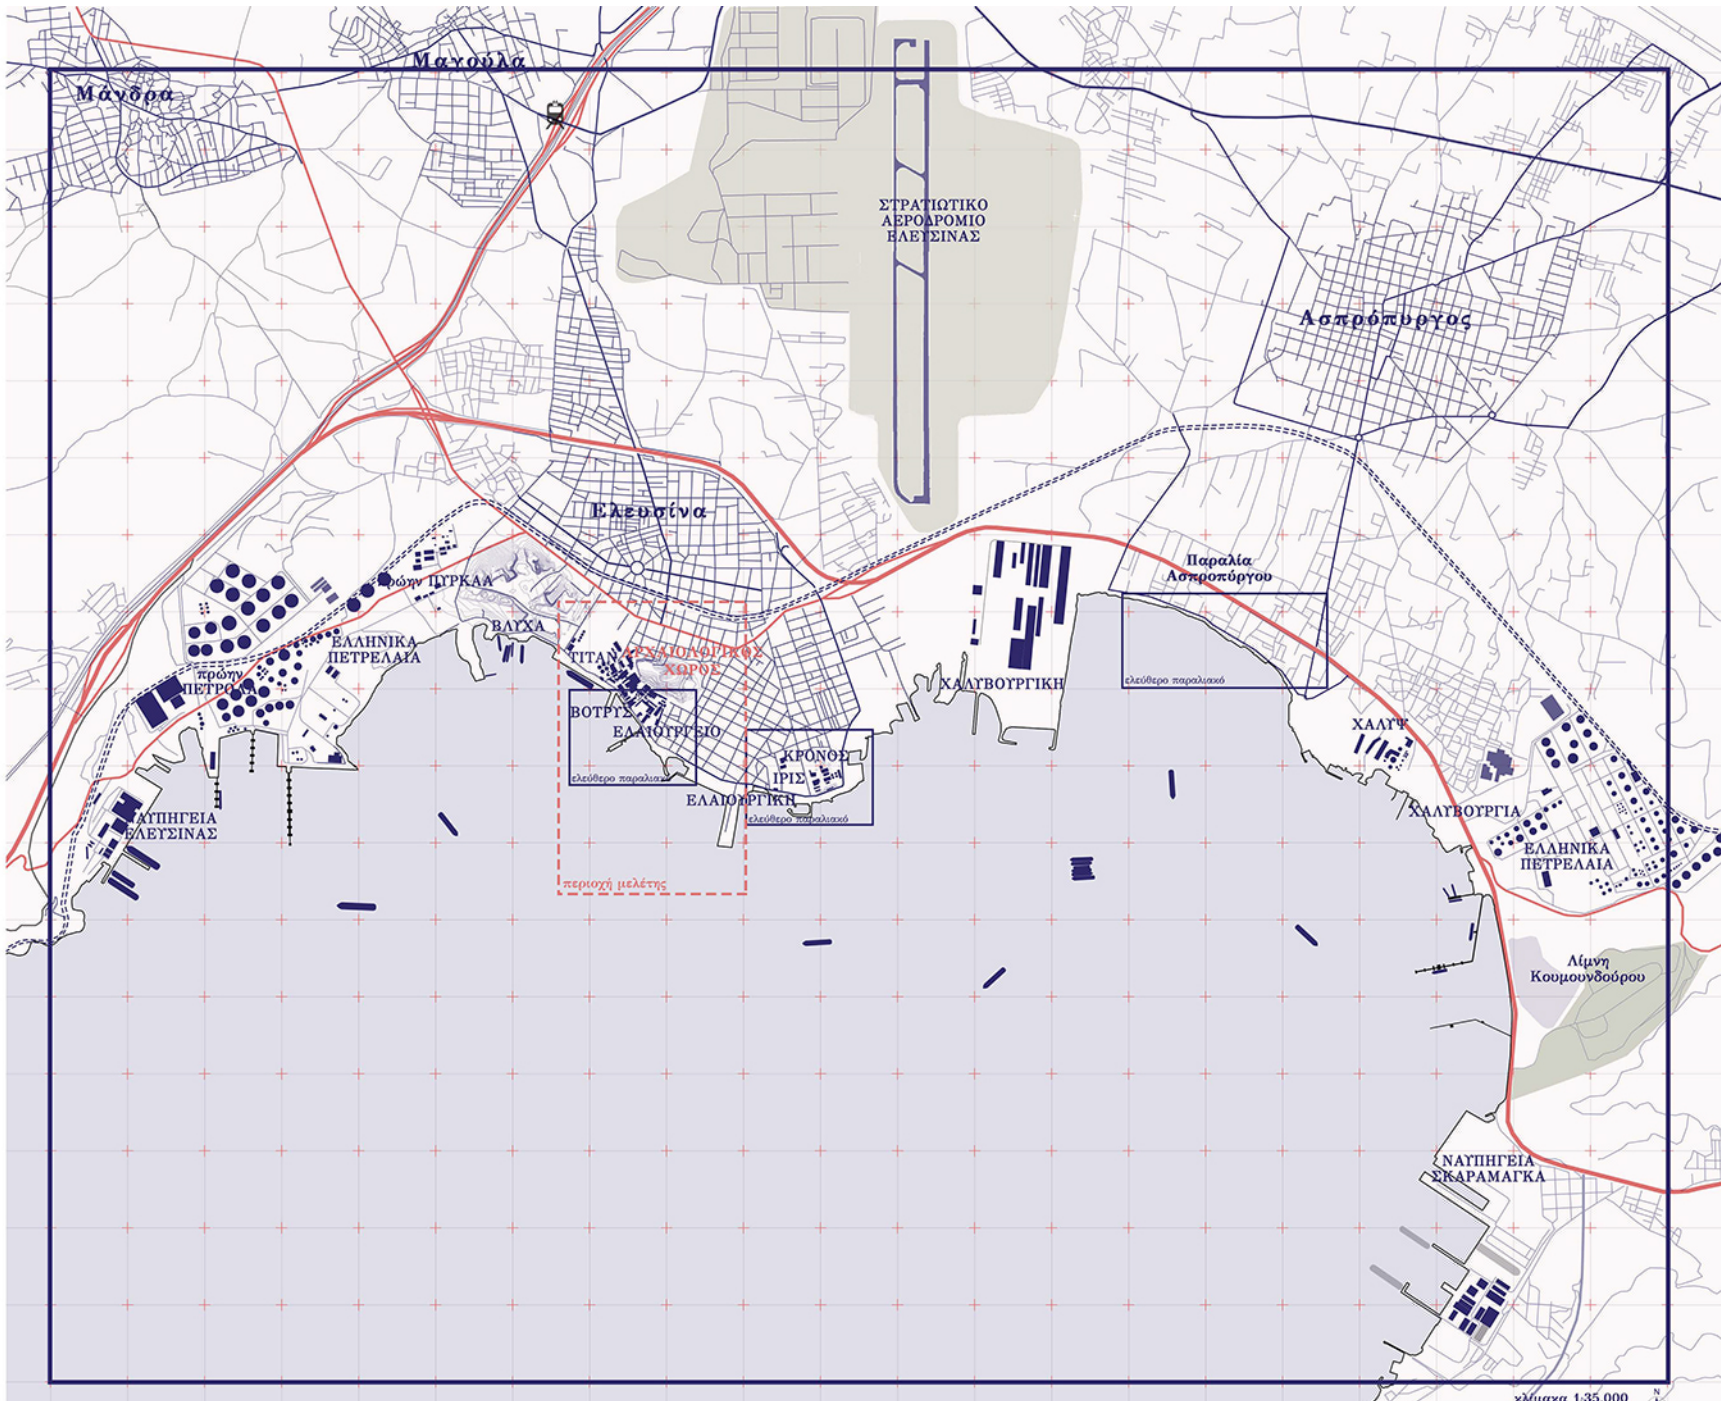 Μαγούλα
Μάνδρα
ΣΤΡΑΤΙΩΤΙΚΟ
ΑΕΡΟΔΡΟΜΙΟ
ΕΛΕΥΣΙΝΑΣ
Ασπρόπυργος
Ελευσίνα
Παραλία
Ασπροπύργου
πρώην ΠΥΡΚΑΛ
ΒΛΥΧΑ
ΕΛΛΗΝΙΚΑ
ΠΕΤΡΕΛΑΙΑ
ΤΙΤΑΝ
ΑΡΧΑΙΟΛΟΓΙΚΟΣ
ΧΩΡΟΣ
πρώην
ΠΕΤΡΟΛΑ
ΧΑΛΥΒΟΥΡΓΙΚΗ
ελεύθερο παραλιακό
ΒΟΤΡΥΣ
ΕΛΑΙΟΥΡΓΕΙΟ
ΧΑΛΥΨ
ΚΡΟΝΟΣ
ελεύθερο παραλιακό
ΙΡΙΣ
ΕΛΑΙΟΥΡΓΙΚΗ
ελεύθερο παραλιακό
ΝΑΥΠΗΓΕΙΑ
ΕΛΕΥΣΙΝΑΣ
ΧΑΛΥΒΟΥΡΓΙΑ
ΕΛΛΗΝΙΚΑ
ΠΕΤΡΕΛΑΙΑ
περιοχή μελέτης
Λίμνη
Κουμουνδούρου
ΝΑΥΠΗΓΕΙΑ
ΣΚΑΡΑΜΑΓΚΑ
κλίμακα 1:35.000
N